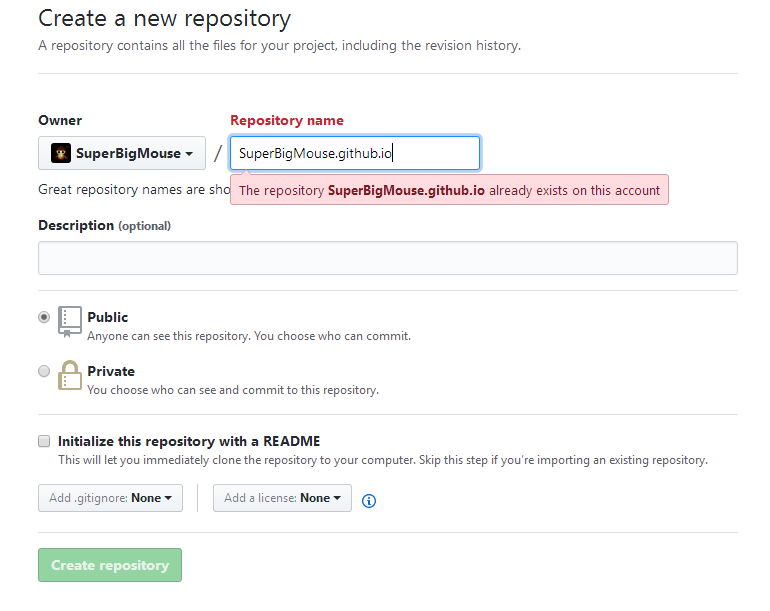 Create a new repository
A repository contains all the files for your project, including the revision history.
Owner
Repository name
SuperBigMouse
/
SuperBigMouse.github.io
Great repository names are sho
The repository SuperBigMouse.github.io already exists on this account
Description (optional)
Public
Anyone can see this repository. You choose who can commit.
Private
You choose who can see and commit to this repository.
Initialize this repository with a README
This will let you immediately clone the repository to your computer. Skip this step if you're importing an existing repository.
Add .gitignore: None
Add a license: None
Create repository